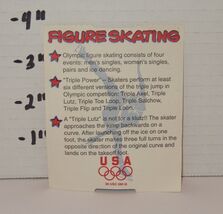 -4"
FIGURE SKATING
Olympic figure skating consists of four
events: men's singles, women's singles,
pairs and ice dancing.
-3"
"Triple Power" – Skaters perform at least
six different versions of the triple jump in
Olympic competition: Triple Axel, Triple
Lutz, Triple Toe Loop, Triple Salchow,
Triple Flip and Triple Loop.
-2"
A "Triple Lutz" is not for a klutz!! The skater
approaches the jump backwards on a
curve. After launching off the ice on one
foot, the skater makes three full turns in the
opposite direction of the original curve and
lands on the takeoff foot.
-1"
USA